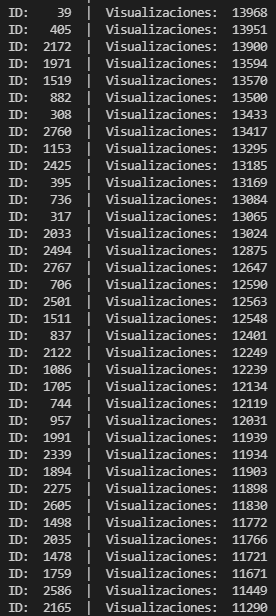 ID:    39  |  Visualizaciones:  13968
ID:   405  |  Visualizaciones:  13951
ID:  2172  |  Visualizaciones:  13900
ID:  1971  |  Visualizaciones:  13594
ID:  1519  |  Visualizaciones:  13570
ID:   882  |  Visualizaciones:  13500
ID:   308  |  Visualizaciones:  13433
ID:  2760  |  Visualizaciones:  13417
ID:  1153  |  Visualizaciones:  13295
ID:  2425  |  Visualizaciones:  13185
ID:   395  |  Visualizaciones:  13169
ID:   736  |  Visualizaciones:  13084
ID:   317  |  Visualizaciones:  13065
ID:  2033  |  Visualizaciones:  13024
ID:  2494  |  Visualizaciones:  12875
ID:  2767  |  Visualizaciones:  12647
ID:   706  |  Visualizaciones:  12590
ID:  2501  |  Visualizaciones:  12563
ID:  1511  |  Visualizaciones:  12548
ID:   837  |  Visualizaciones:  12401
ID:  2122  |  Visualizaciones:  12249
ID:  1086  |  Visualizaciones:  12239
ID:  1705  |  Visualizaciones:  12134
ID:   744  |  Visualizaciones:  12119
ID:   957  |  Visualizaciones:  12031
ID:  1991  |  Visualizaciones:  11939
ID:  2339  |  Visualizaciones:  11934
ID:  1894  |  Visualizaciones:  11903
ID:  2275  |  Visualizaciones:  11898
ID:  2605  |  Visualizaciones:  11830
ID:  1498  |  Visualizaciones:  11772
ID:  2035  |  Visualizaciones:  11766
ID:  1478  |  Visualizaciones:  11721
ID:  1759  |  Visualizaciones:  11671
ID:  2586  |  Visualizaciones:  11449
ID:  2165  |  Visualizaciones:  11290